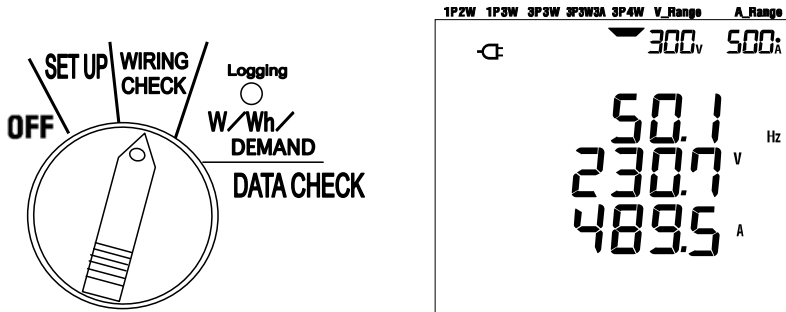 1P2W 1P3W 3P3W 3P3W3A 3P4W V_Range A_Range
300V 500A
50.1 Hz
230.7 V
489.5 A
OFF
SET UP
WIRING
CHECK
Logging
W/Wh/
DEMAND
DATA CHECK